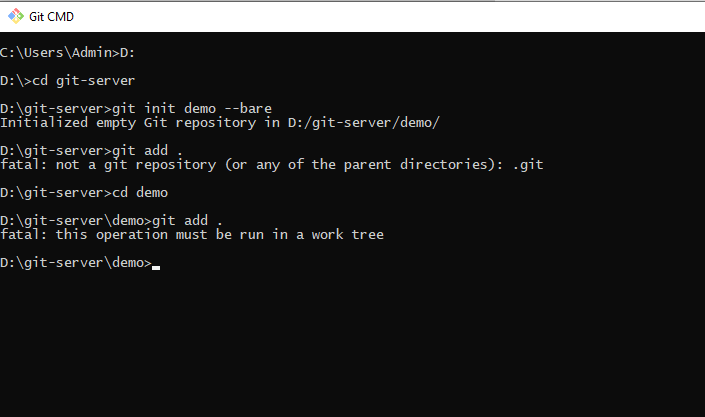 Git CMD
C:\Users\Admin>D:
D:\>cd git-server
D:\git-server>git init demo --bare
Initialized empty Git repository in D:/git-server/demo/
D:\git-server>git add .
fatal: not a git repository (or any of the parent directories): .git
D:\git-server>cd demo
D:\git-server\demo>git add .
fatal: this operation must be run in a work tree
D:\git-server\demo>